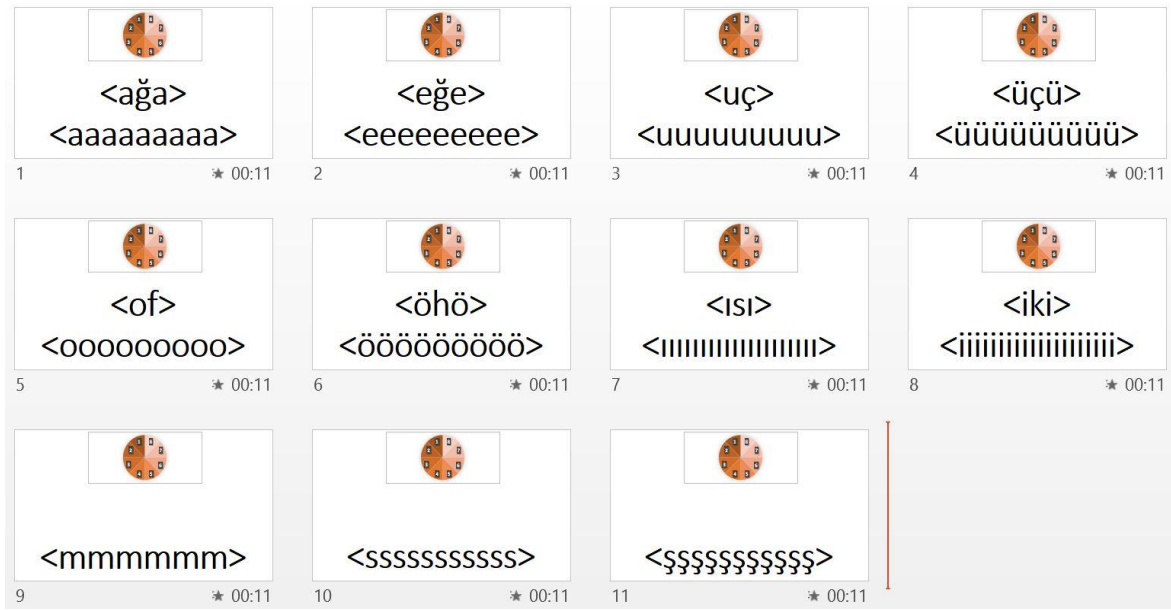 <ağa>
<aaaaaaaaa>
1 00:11
<eğe>
<eeeeeeeee>
2 00:11
<uç>
<uuuuuuuuu>
3 00:11
<üçü>
<üüüüüüüüü>
4 00:11
<of>
<ooooooooo>
5 00:11
<öhö>
<ööööööööö>
6 00:11
<ısı>
<ıııııııııııııııııııı>
7 00:11
<iki>
<iiiiiiiiiiiiiiiiiiii>
8 00:11
<mmmmmm>
9 00:11
<sssssssssss>
10 00:11
<şşşşşşşşşşş>
11 00:11